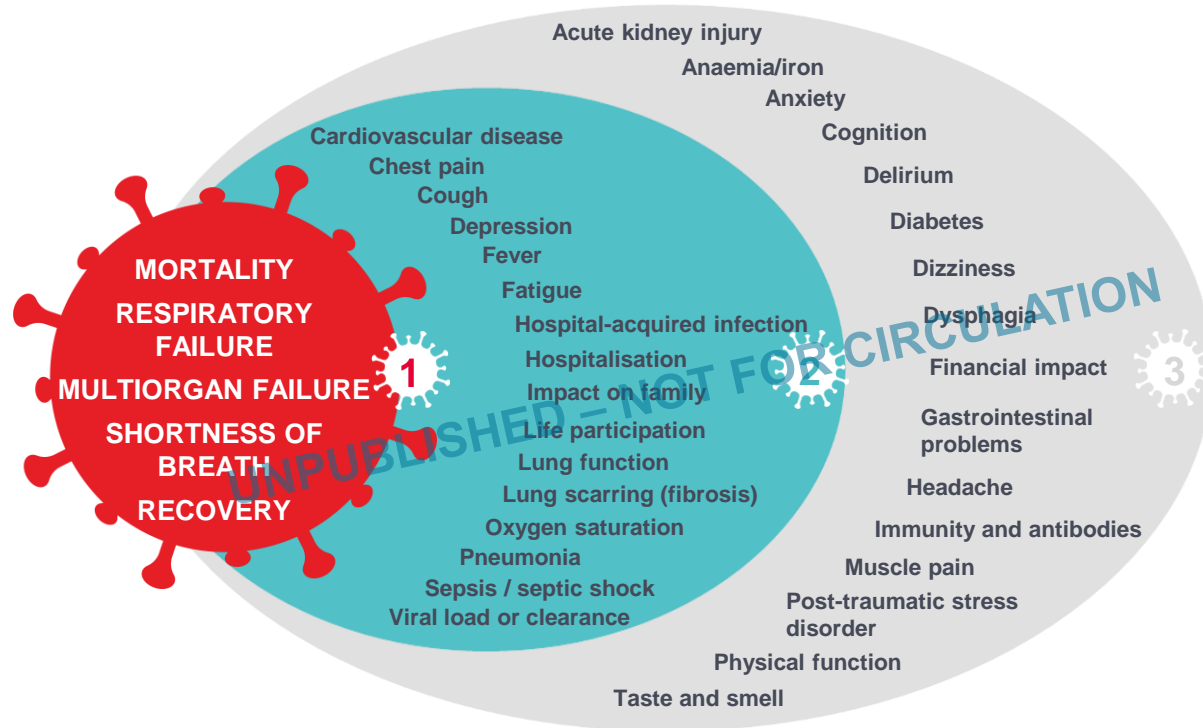 Acute kidney injury
Anaemia/iron
Anxiety
Cognition
Delirium
Diabetes
Dizziness
Dysphagia
Financial impact
Gastrointestinal
problems
Headache
Immunity and antibodies
Muscle pain
Post-traumatic stress
disorder
Physical function
Taste and smell
3
Cardiovascular disease
Chest pain
Cough
Depression
Fever
Fatigue
Hospital-acquired infection
Hospitalisation
Impact on family
Life participation
Lung function
Lung scarring (fibrosis)
Oxygen saturation
Pneumonia
Sepsis / septic shock
Viral load or clearance
2
MORTALITY
RESPIRATORY
FAILURE
MULTIORGAN FAILURE
SHORTNESS OF
BREATH
RECOVERY
1
UNPUBLISHED – NOT FOR CIRCULATION